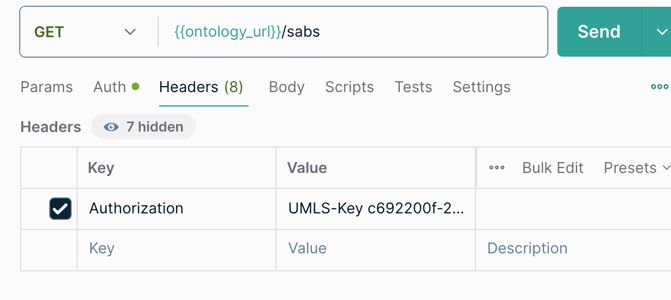 GET {{ontology_url}}/sabs Send
Params Auth Headers (8) Body Scripts Tests Settings
Headers 7 hidden
Key Value Bulk Edit Presets
Authorization UMLS-Key c692200f-2...
Key Value Description